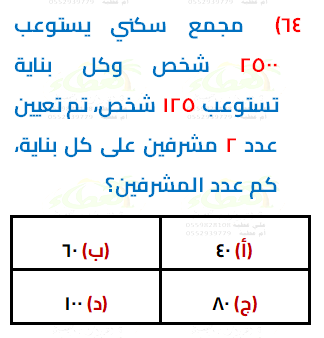 ٦٤) مجمع سكني يستوعب
٢٥٠٠ شخص وكل بناية
تستوعب ١٢٥ شخص، تم تعيين
عدد ٢ مشرفين على كل بناية،
كم عدد المشرفين؟
(أ) ٤٠
(ب) ٦٠
(ج) ٨٠
(د) ١٠٠